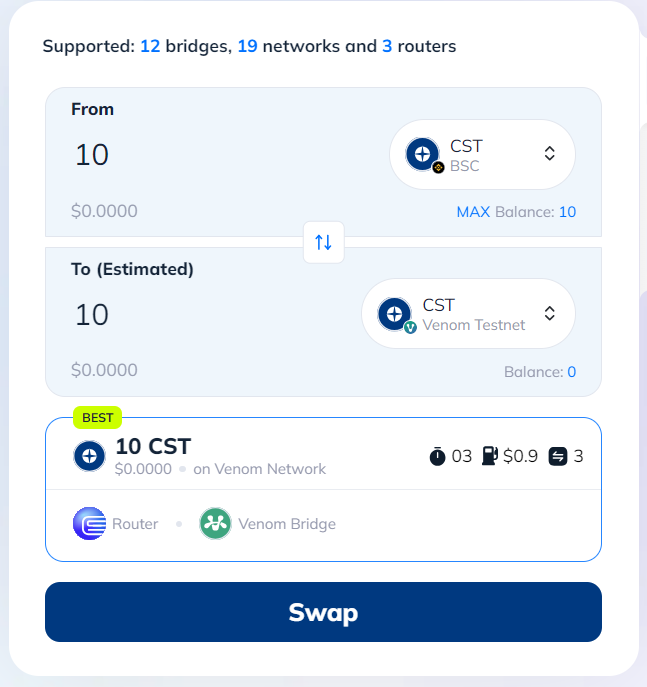 Supported: 12 bridges, 19 networks and 3 routers
From
10
CST
BSC
$0.0000
MAX Balance: 10
To (Estimated)
10
CST
Venom Testnet
$0.0000
Balance: 0
BEST
10 CST
$0.0000 on Venom Network
03 $0.9 3
Router • Venom Bridge
Swap